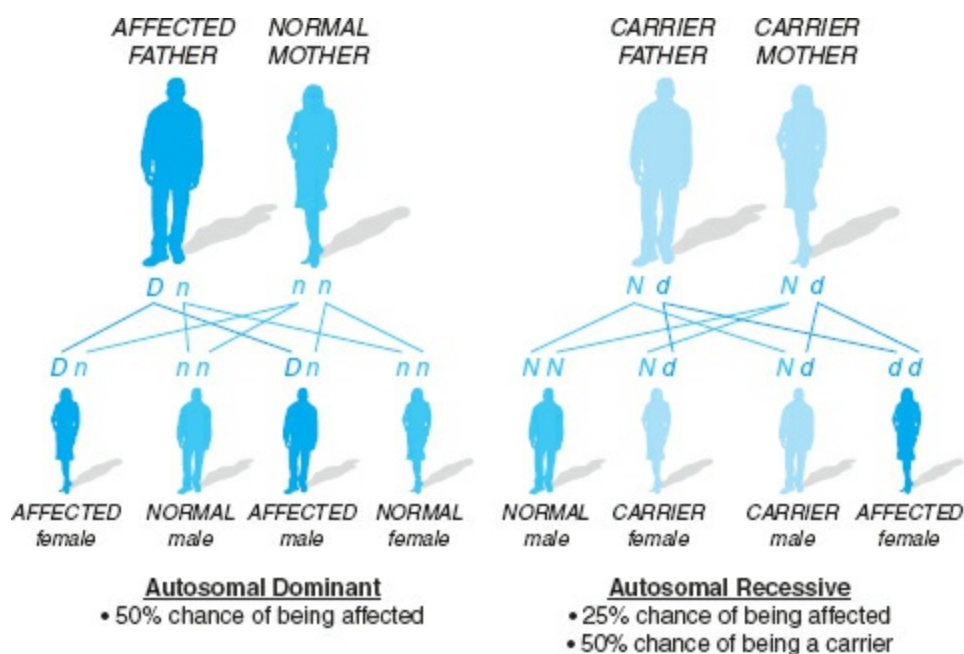 AFFECTED FATHER
NORMAL MOTHER
D n
n n
D n
n n
D n
n n
AFFECTED female
NORMAL male
AFFECTED male
NORMAL female
Autosomal Dominant
• 50% chance of being affected
CARRIER FATHER
CARRIER MOTHER
N d
N d
N N
N d
N d
d d
NORMAL male
CARRIER female
CARRIER male
AFFECTED female
Autosomal Recessive
• 25% chance of being affected
• 50% chance of being a carrier